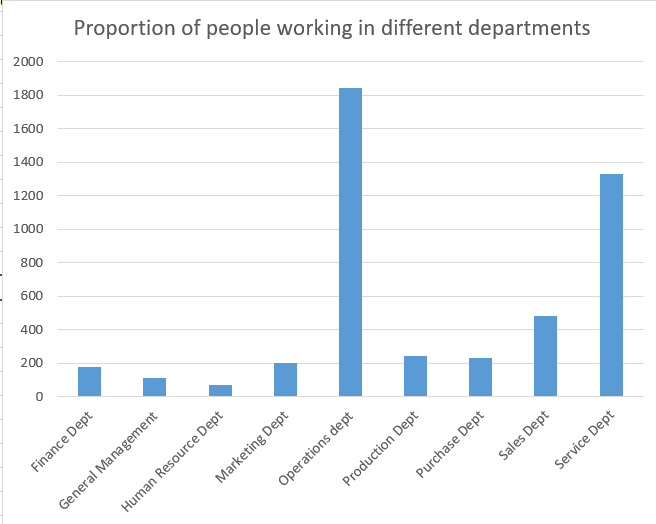 Proportion of people working in different departments
2000
1800
1600
1400
1200
1000
800
600
400
200
0
Finance Dept
General Management
Human Resource Dept
Marketing Dept
Operations dept
Production Dept
Purchase Dept
Sales Dept
Service Dept